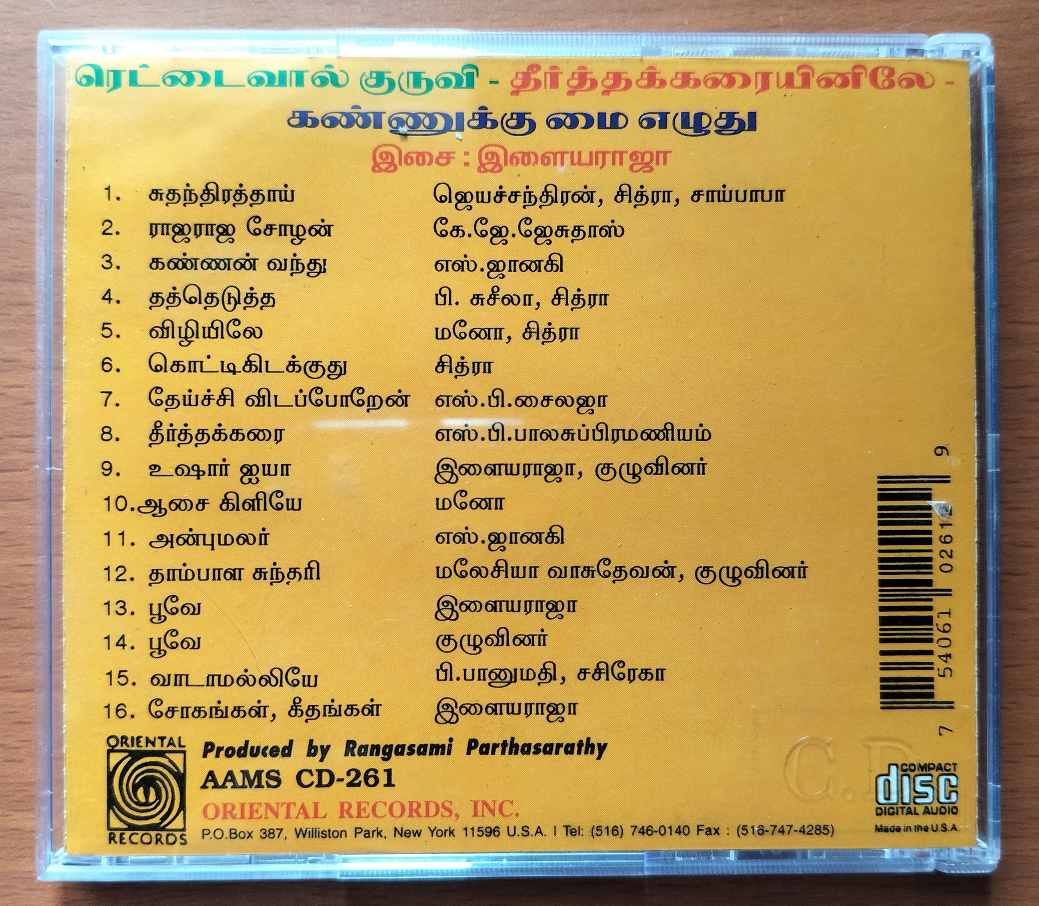 ரெட்டைவால் குருவி - தீர்த்தக்கரையினிலே -
கண்ணுக்கு மை எழுது
இசை : இளையராஜா
1. சுதந்திரத்தாய் ஜெயச்சந்திரன், சித்ரா, சாய்பாபா
2. ராஜராஜ சோழன் கே.ஜே.ஜேசுதாஸ்
3. கண்ணன் வந்து எஸ்.ஜானகி
4. தத்தெடுத்த பி. சுசீலா, சித்ரா
5. விழியிலே மனோ, சித்ரா
6. கொட்டிகிடக்குது சித்ரா
7. தேய்ச்சி விடப்போறேன் எஸ்.பி.சைலஜா
8. தீர்த்தக்கரை எஸ்.பி.பாலசுப்பிரமணியம்
9. உஷார் ஐயா இளையராஜா, குழுவினர்
10.ஆசை கிளியே மனோ
11. அன்புமலர் எஸ்.ஜானகி
12. தாம்பாள சுந்தரி மலேசியா வாசுதேவன், குழுவினர்
13. பூவே இளையராஜா
14. பூவே குழுவினர்
15. வாடாமல்லியே பி.பானுமதி, சசிரேகா
16. சோகங்கள், கீதங்கள் இளையராஜா
7 54061 02612 9
ORIENTAL
RECORDS
Produced by Rangasami Parthasarathy
AAMS CD-261
ORIENTAL RECORDS, INC.
P.O.Box 387, Williston Park, New York 11596 U.S.A. I Tel: (516) 746-0140 Fax : (516-747-4285)
C.D
COMPACT
disc
DIGITAL AUDIO
Made in the U.S.A.